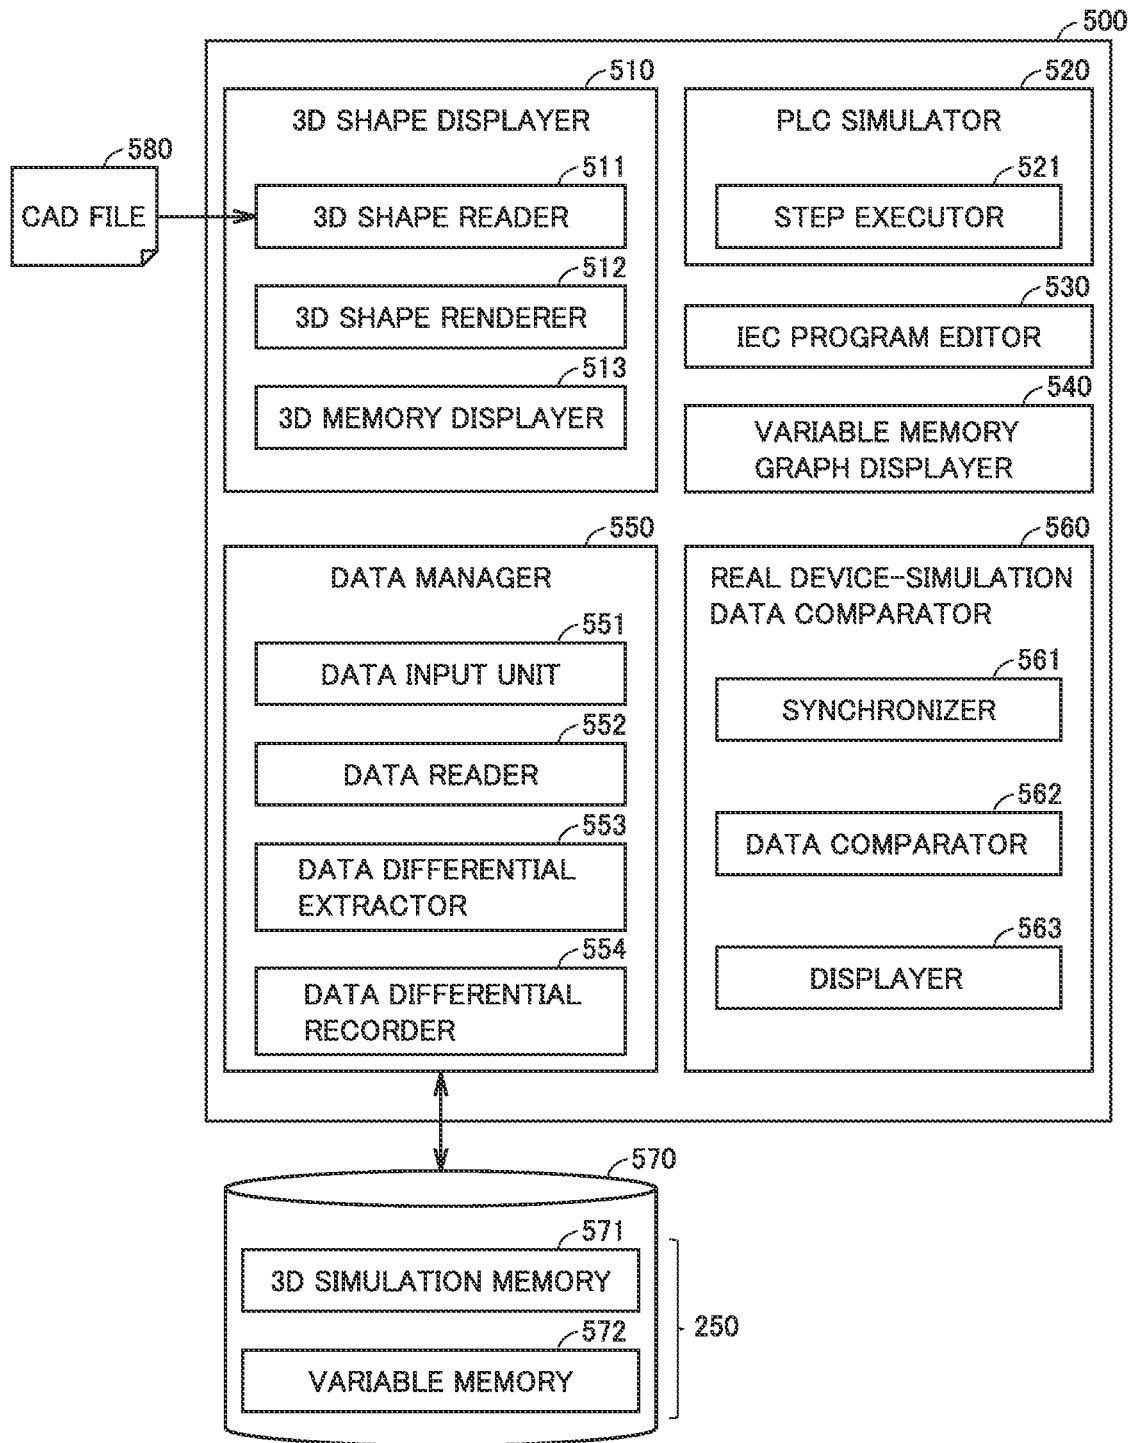 500
510
3D SHAPE DISPLAYER
580
CAD FILE
511
3D SHAPE READER
512
3D SHAPE RENDERER
513
3D MEMORY DISPLAYER
520
PLC SIMULATOR
521
STEP EXECUTOR
530
IEC PROGRAM EDITOR
540
VARIABLE MEMORY
GRAPH DISPLAYER
550
DATA MANAGER
551
DATA INPUT UNIT
552
DATA READER
553
DATA DIFFERENTIAL
EXTRACTOR
554
DATA DIFFERENTIAL
RECORDER
560
REAL DEVICE-SIMULATION
DATA COMPARATOR
561
SYNCHRONIZER
562
DATA COMPARATOR
563
DISPLAYER
570
571
3D SIMULATION MEMORY
572
VARIABLE MEMORY
250